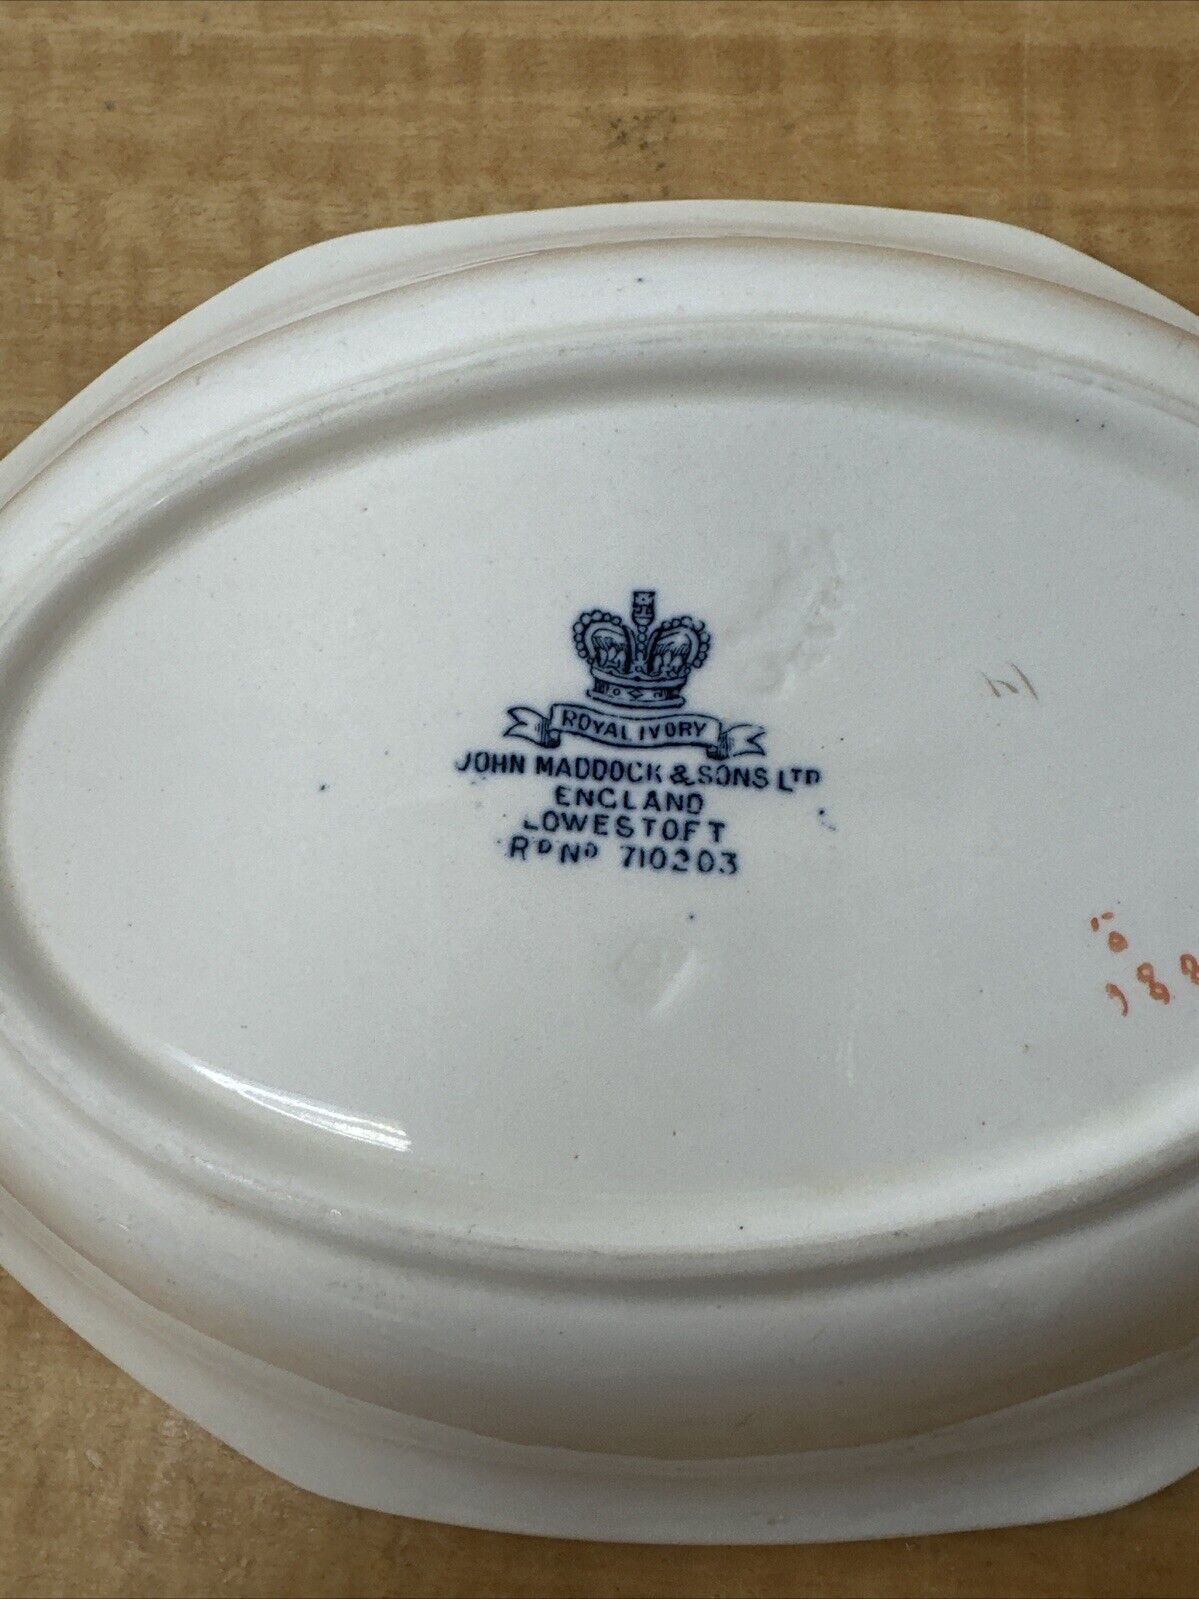 ROYAL IVORY
JOHN MADDOCK & SONS LTD
ENGLAND
LOWESTOFT
RD NO 710203